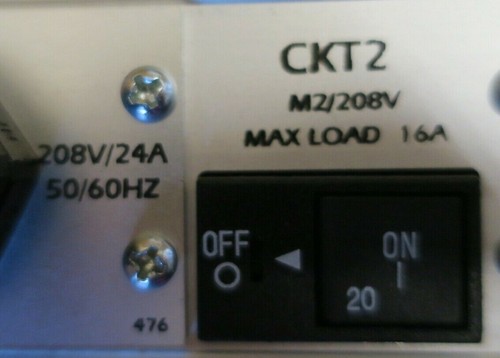 208V/24A
50/60HZ
476
CKT2
M2/208V
MAX LOAD 16A
OFF
ON
20